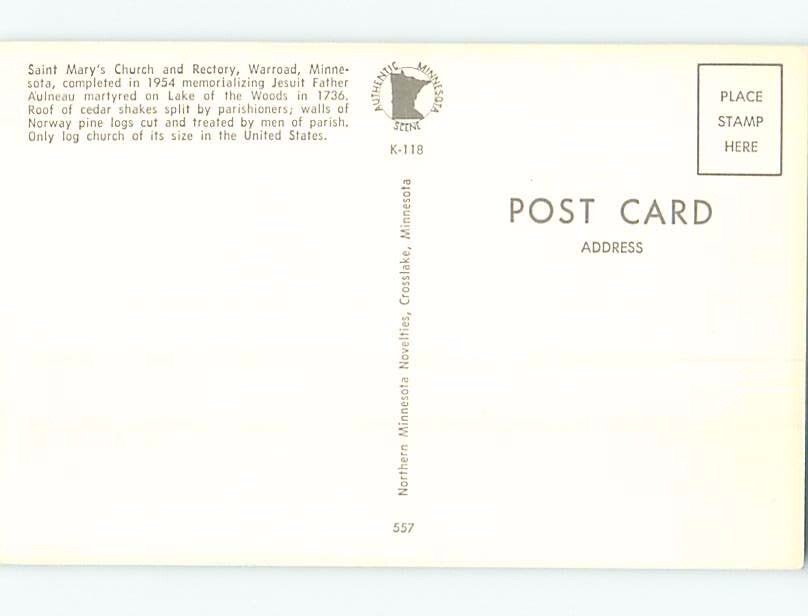 Saint Mary's Church and Rectory, Warroad, Minne-
sota, completed in 1954 memorializing Jesuit Father
A'ulneau martyred on Lake of the Woods in 1736.
Roof of cedar shakes split by parishioners; walls of
Norway pine logs cut and treated by men of parish.
Only log church of its size in the United States.
AUTHENTIC MINNESOTA
SCENE
K-118
Northern Minnesota Novelties, Crosslake, Minnesota
557
PLACE
STAMP
HERE
POST CARD
ADDRESS